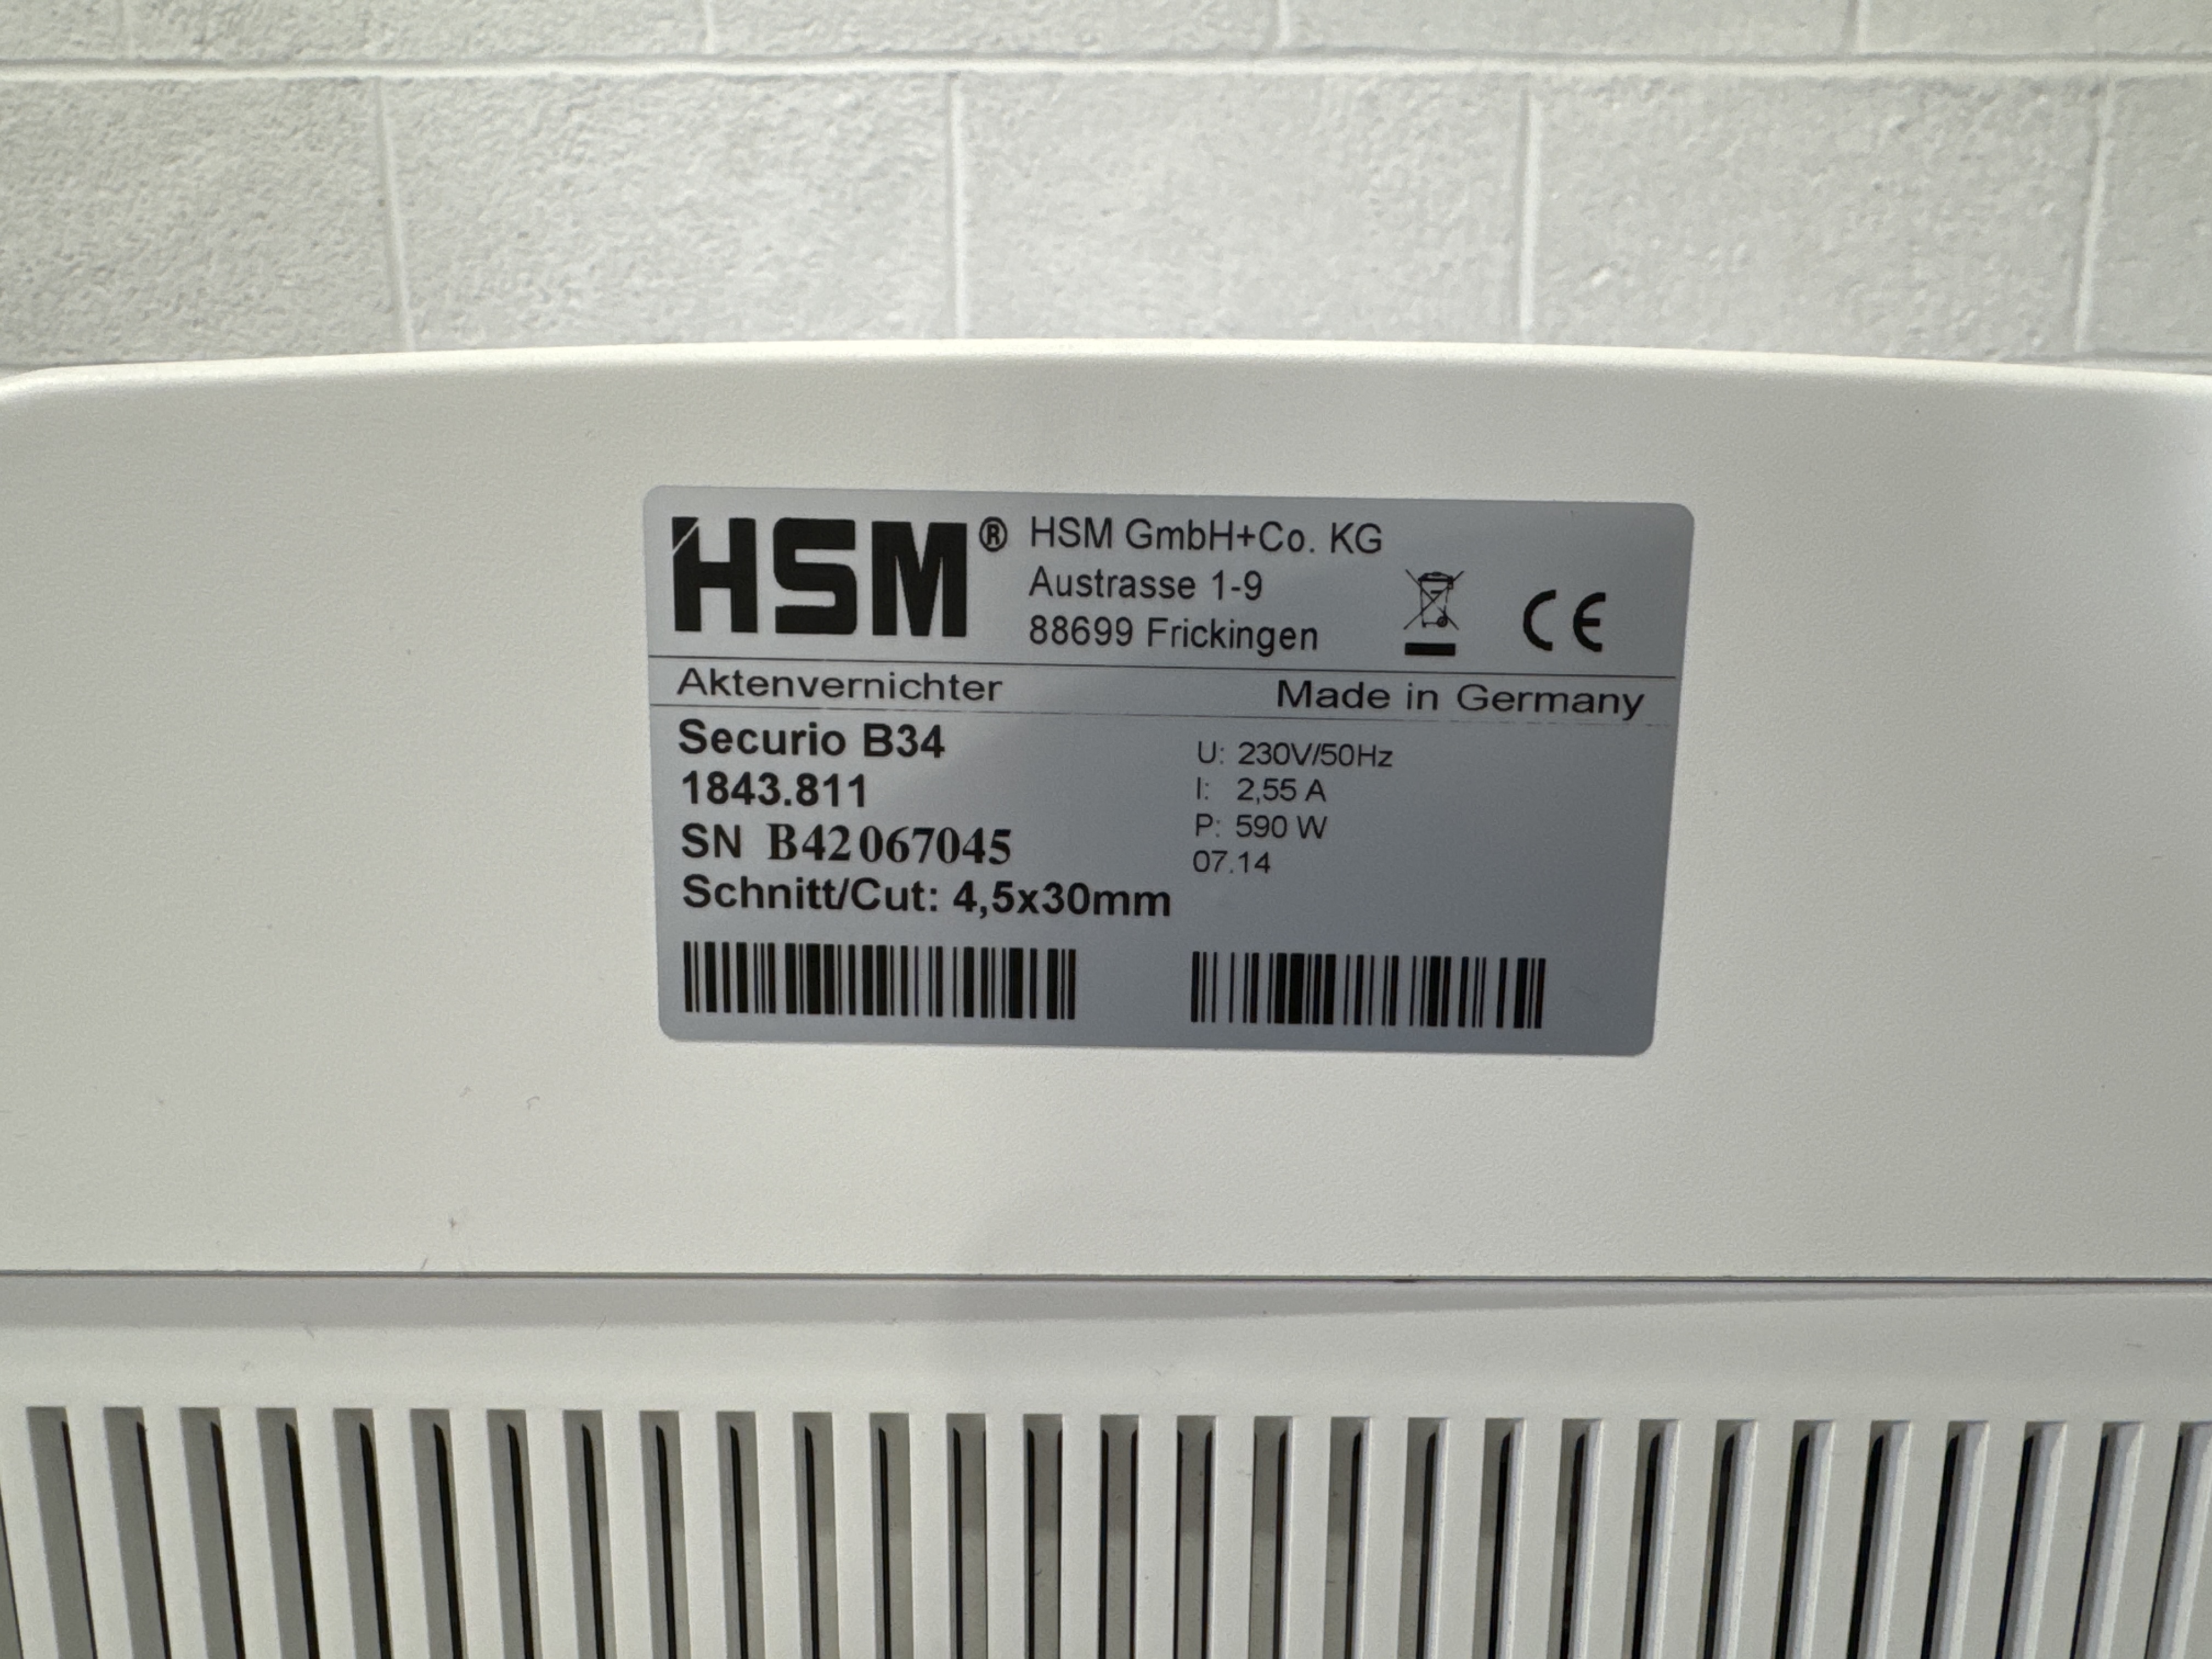 HSM® HSM GmbH+Co. KG
Austrasse 1-9
88699 Frickingen
CE
Aktenvernichter Made in Germany
Securio B34
1843.811
SN B42067045
Schnitt/Cut: 4,5x30mm
U: 230V/50Hz
I: 2,55 A
P: 590 W
07.14